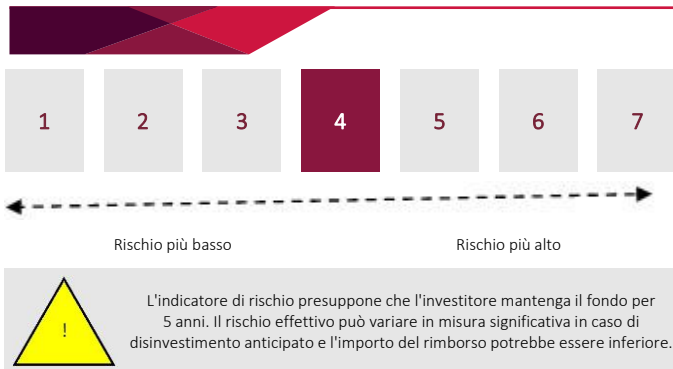 1 2 3 4 5 6 7
Rischio più basso Rischio più alto
!
L'indicatore di rischio presuppone che l'investitore mantenga il fondo per
5 anni. Il rischio effettivo può variare in misura significativa in caso di
disinvestimento anticipato e l'importo del rimborso potrebbe essere inferiore.